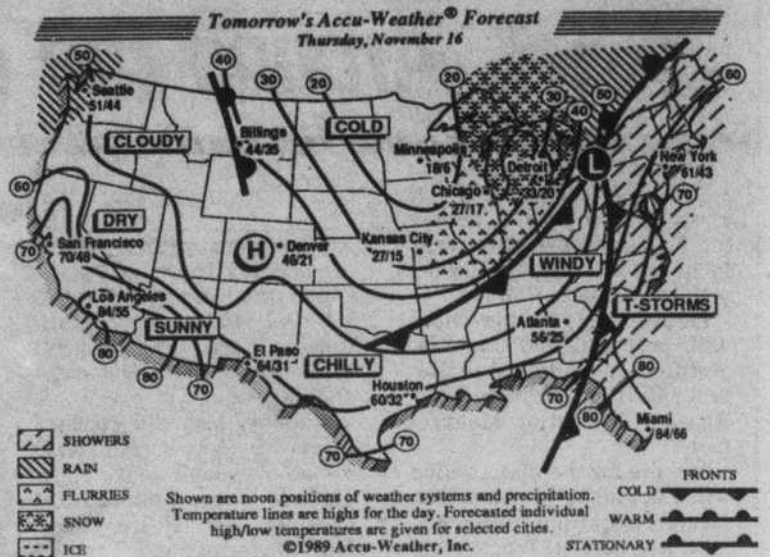 Tomorrow's Accu-Weather® Forecast
Thursday, November 16
50
40
30
20
20
30
40
50
60
Seattle
51/44
CLOUDY
Billings
44/35
COLD
Minneapolis
18/6
Detroit
33/20
L
New York
61/43
Chicago
27/17
70
60
DRY
San Francisco
70/48
H
Denver
46/21
Kansas City
27/15
WINDY
70
Los Angeles
84/55
SUNNY
T-STORMS
Atlanta
56/25
El Paso
64/31
CHILLY
80
80
70
Houston
60/32
70
80
80
Miami
84/66
70
70
SHOWERS
RAIN
FLURRIES
SNOW
ICE
Shown are noon positions of weather systems and precipitation.
Temperature lines are highs for the day. Forecasted individual
high/low temperatures are given for selected cities.
©1989 Accu-Weather, Inc.
FRONTS
COLD
WARM
STATIONARY